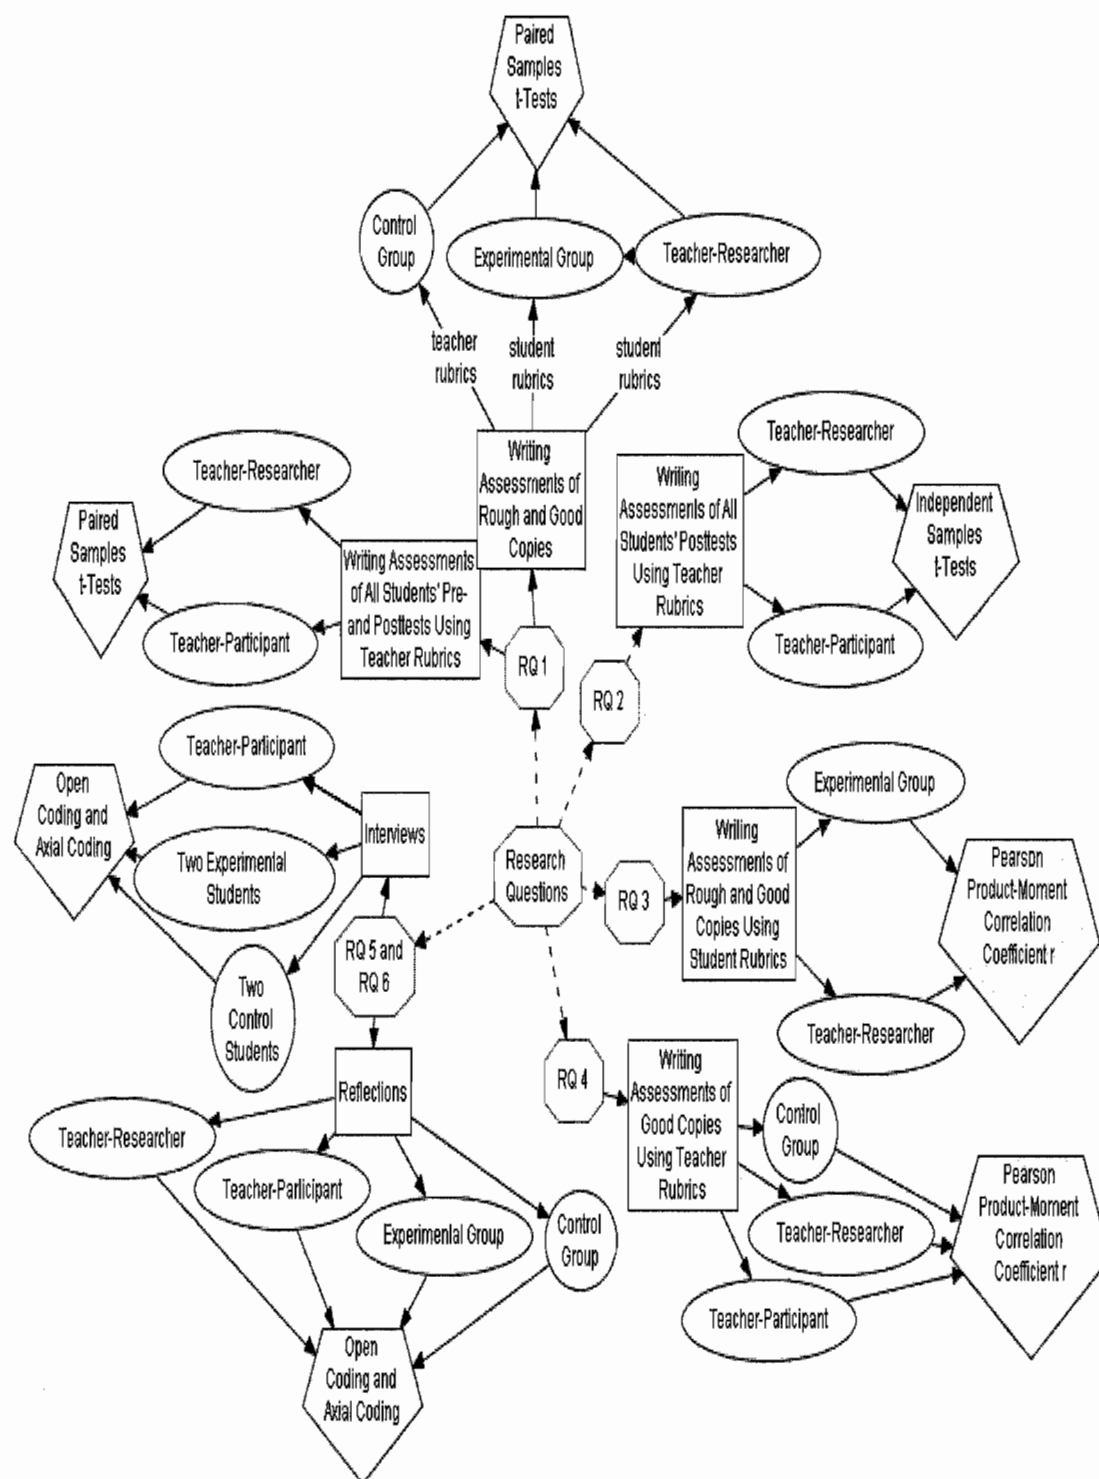 Paired
Samples
t-Tests
Control
Group
Experimental Group
Teacher-Researcher
teacher
rubrics
student
rubrics
student
rubrics
Writing
Assessments of
Rough and Good
Copies
Teacher-Researcher
Paired
Samples
t-Tests
Teacher-Participant
Writing Assessments
of All Students' Pre-
and Posttests Using
Teacher Rubrics
RQ 1
Writing
Assessments of All
Students' Posttests
Using Teacher
Rubrics
Teacher-Researcher
Independent
Samples
t-Tests
Teacher-Participant
RQ 2
Teacher-Participant
Open
Coding and
Axial Coding
Two Experimental
Students
Interviews
Two
Control
Students
RQ 5 and
RQ 6
Research
Questions
RQ 3
Writing
Assessments of
Rough and Good
Copies Using
Student Rubrics
Experimental Group
Pearson
Product-Moment
Correlation
Coefficient r
Teacher-Researcher
Reflections
Teacher-Researcher
Teacher-Participant
Experimental Group
Control
Group
Open
Coding and
Axial Coding
RQ 4
Writing
Assessments of
Good Copies
Using Teacher
Rubrics
Control
Group
Teacher-Researcher
Teacher-Participant
Pearson
Product-Moment
Correlation
Coefficient r